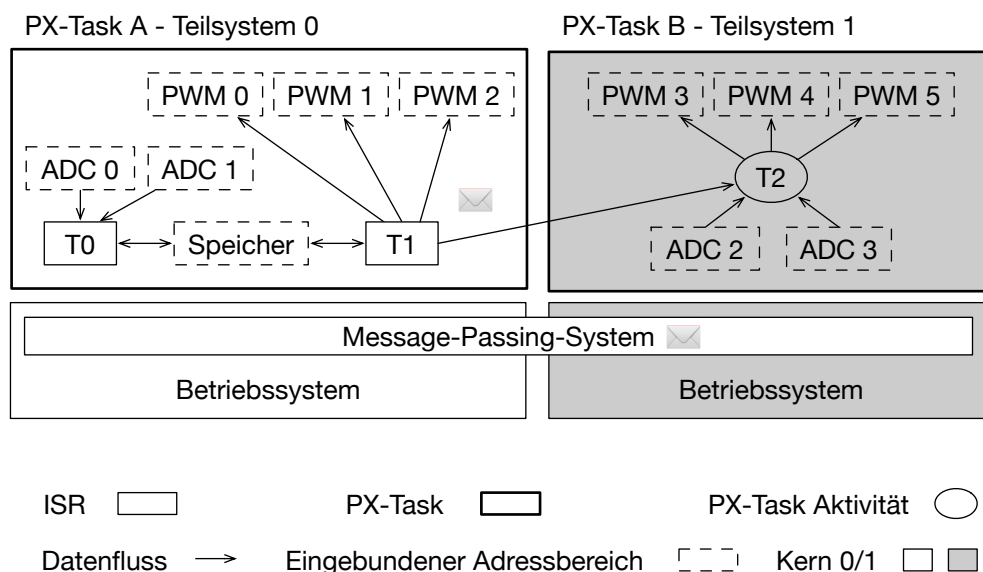 PX-Task A - Teilsystem 0 PX-Task B - Teilsystem 1
PWM 0 PWM 1 PWM 2 PWM 3 PWM 4 PWM 5
ADC 0 ADC 1 T2
T0 Speicher T1 ADC 2 ADC 3
Message-Passing-System
Betriebssystem Betriebssystem
ISR PX-Task PX-Task Aktivität
Datenfluss Eingebundener Adressbereich Kern 0/1